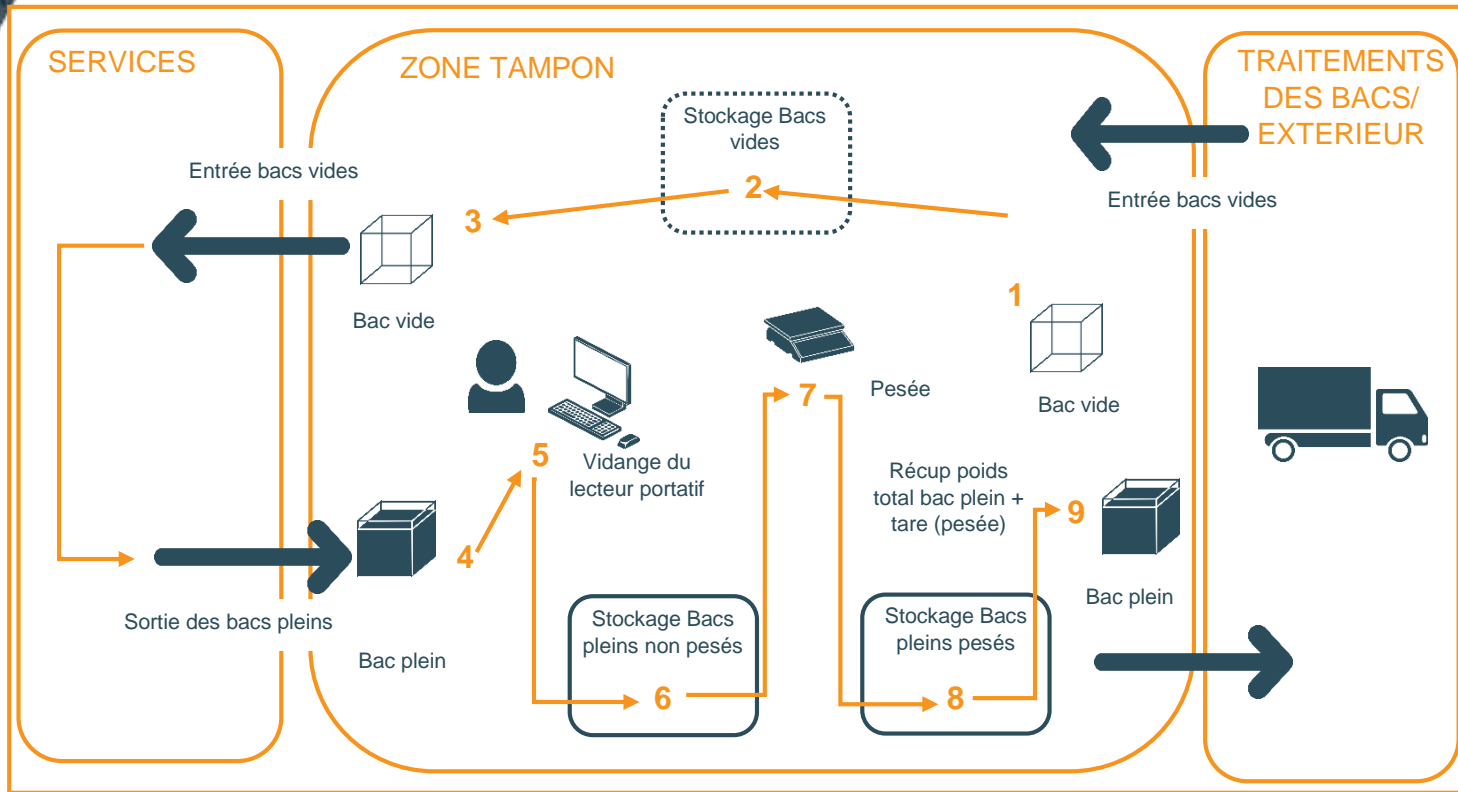 SERVICES
ZONE TAMPON
TRAITEMENTS
DES BACS/
EXTERIEUR
Stockage Bacs
vides
2
Entrée bacs vides
3
Entrée bacs vides
Bac vide
1
Bac vide
7
Pesée
5
Vidange du
lecteur portatif
Récup poids
total bac plein +
tare (pesée)
9
4
Bac plein
Sortie des bacs pleins
Bac plein
Stockage Bacs
pleins non pesés
6
Stockage Bacs
pleins pesés
8